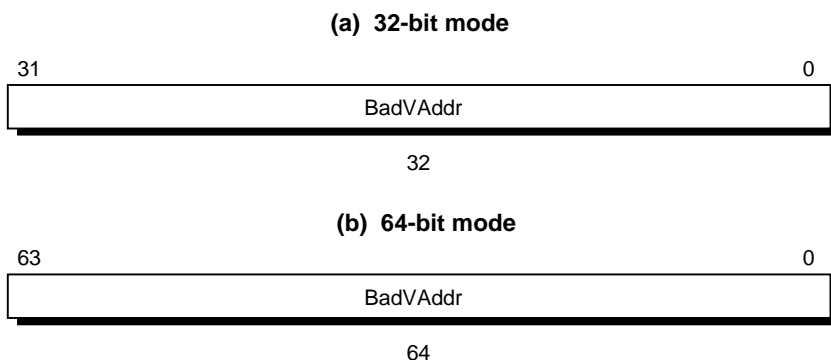 (a) 32-bit mode
31 0
BadVAddr
32
(b) 64-bit mode
63 0
BadVAddr
64